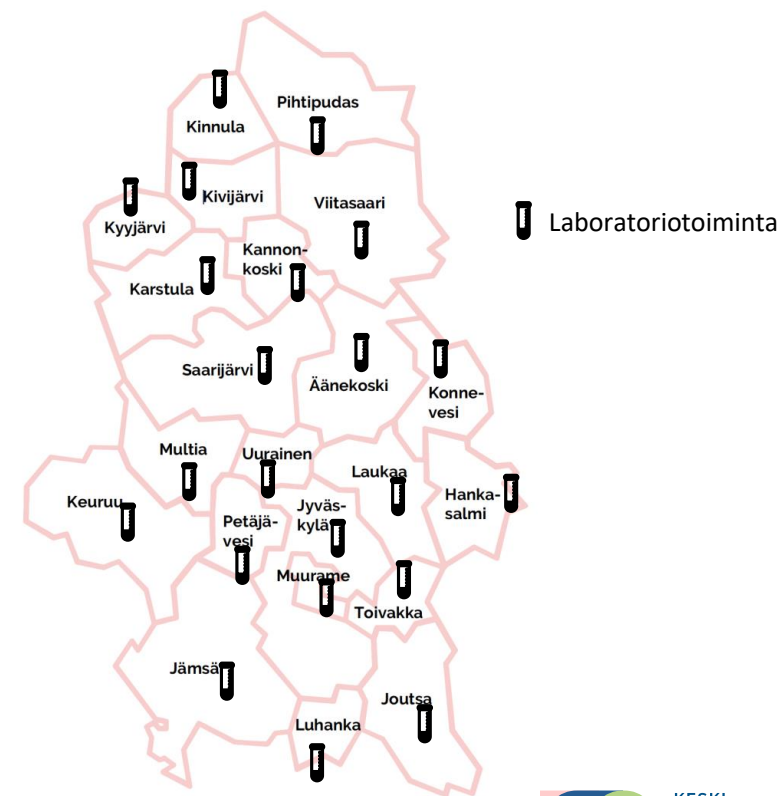 Pihtipudas
Kinnula
Kivijärvi
Viitasaari
Kyyjärvi
Laboratoriotoiminta
Kannon-
koski
Karstula
Saarijärvi
Äänekoski
Konne-
vesi
Multia
Uurainen
Laukaa
Keuruu
Hanka-
salmi
Jyväs-
kylä
Petäjä-
vesi
Muurame
Toivakka
Jämsä
Joutsa
Luhanka